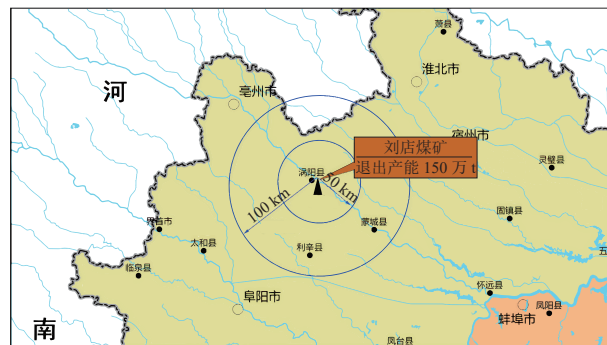 萧县
淮北市
河
亳州市
宿州市
刘店煤矿
退出产能 150 万 t
灵璧县
涡阳县
50 km
100 km
固镇县
界首市
蒙城县
太和县
利辛县
五
临泉县
怀远县
阜阳市
凤阳县
蚌埠市
南
凤台县